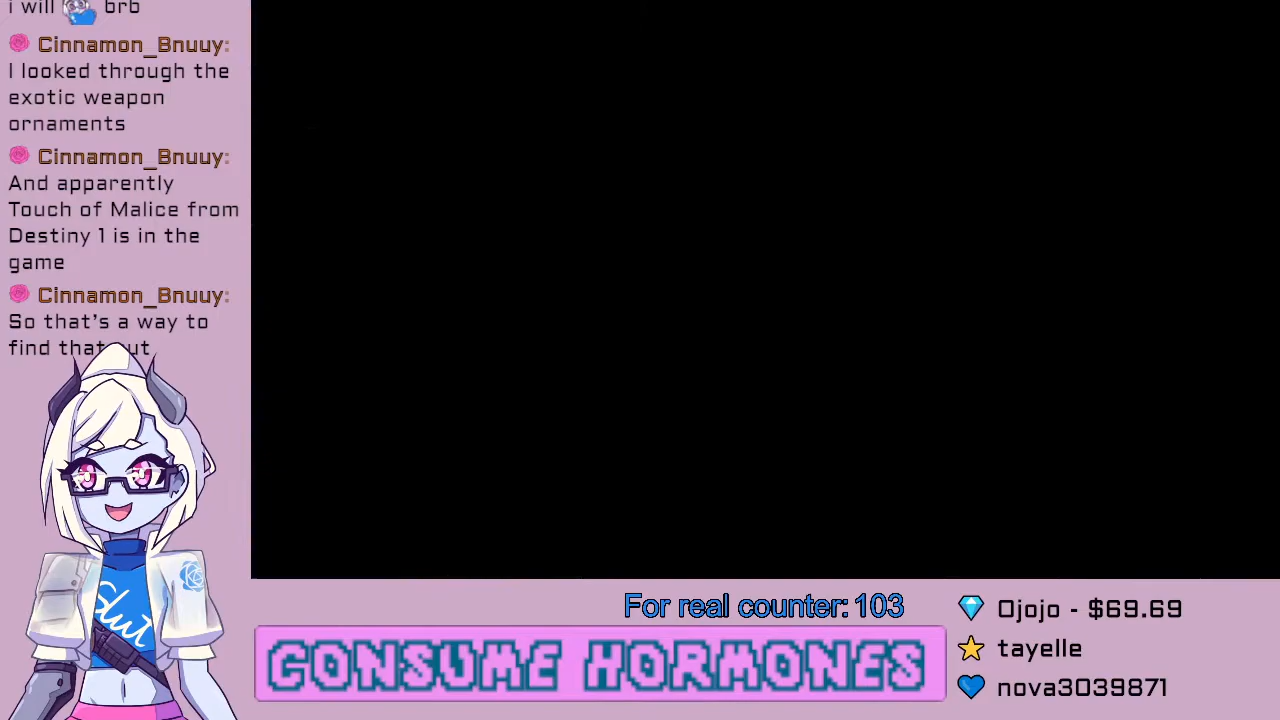 i will brb
Cinnamon_Bnuuy:
I looked through the
exotic weapon
ornaments
Cinnamon_Bnuuy:
And apparently
Touch of Malice from
Destiny 1 is in the
game
Cinnamon_Bnuuy:
So that's a way to
find that out
Slut
For real counter: 103
CONSUME HORMONES
Ojojo - $69.69
tayelle
nova3039871